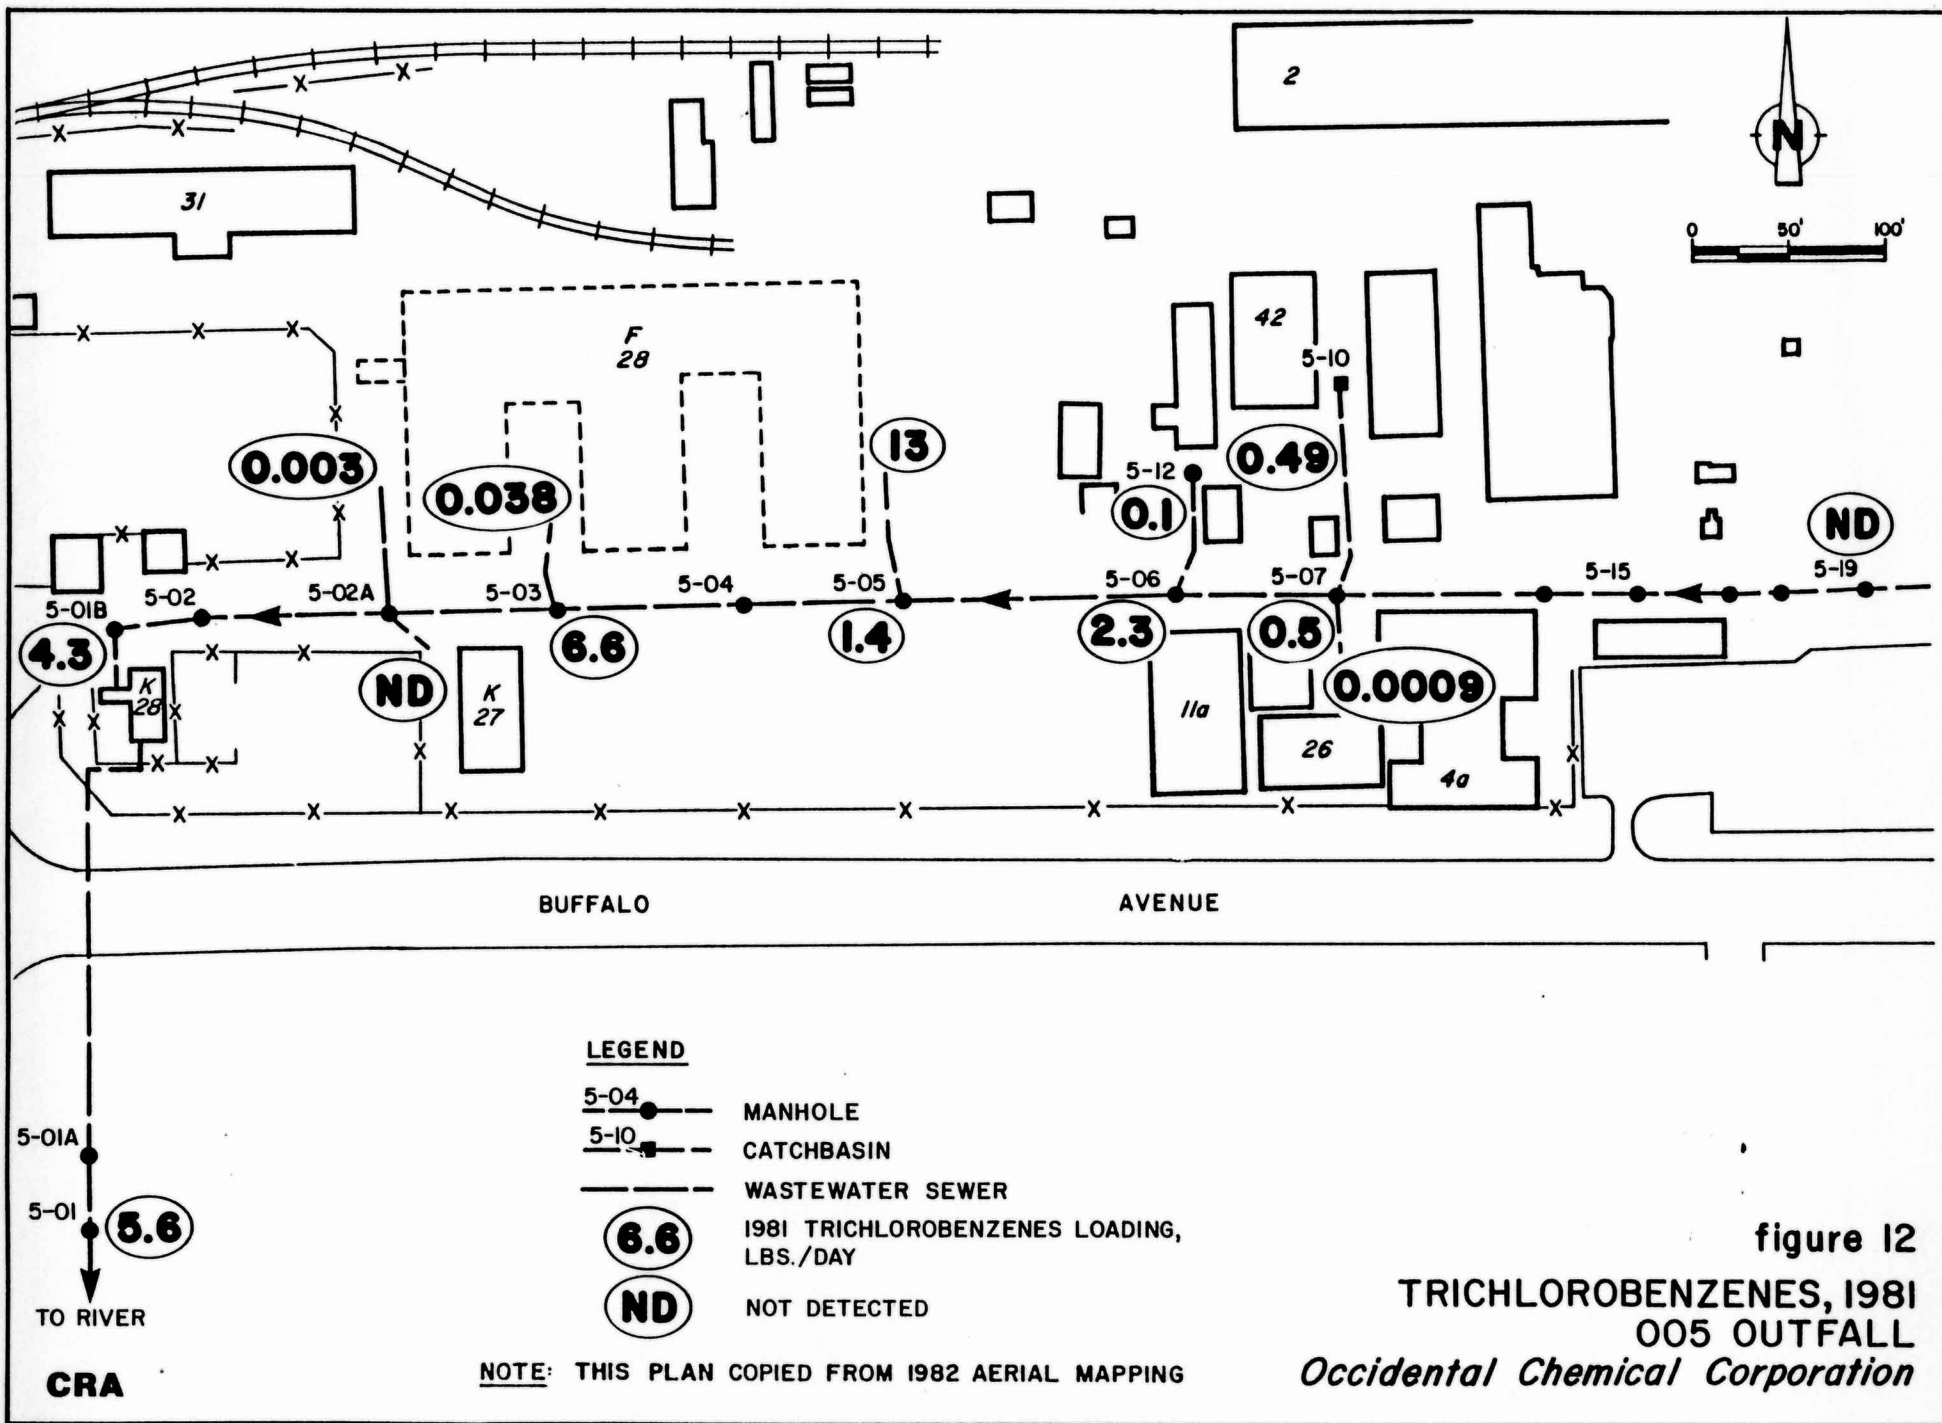 2
N
31
0 50' 100'
F
28
42
5-10
13
0.003
0.49
0.038
5-12
0.1
ND
5-01B
5-02
5-02A
5-03
5-04
5-05
5-06
5-07
5-15
5-19
4.3
6.6
1.4
2.3
0.5
ND
0.0009
K
28
K
27
11a
26
4a
BUFFALO AVENUE
LEGEND
5-04
MANHOLE
5-10
CATCHBASIN
WASTEWATER SEWER
6.6
1981 TRICHLOROBENZENES LOADING,
LBS./DAY
ND
NOT DETECTED
5-01A
5-01
5.6
TO RIVER
CRA
NOTE: THIS PLAN COPIED FROM 1982 AERIAL MAPPING
figure 12
TRICHLOROBENZENES, 1981
005 OUTFALL
Occidental Chemical Corporation